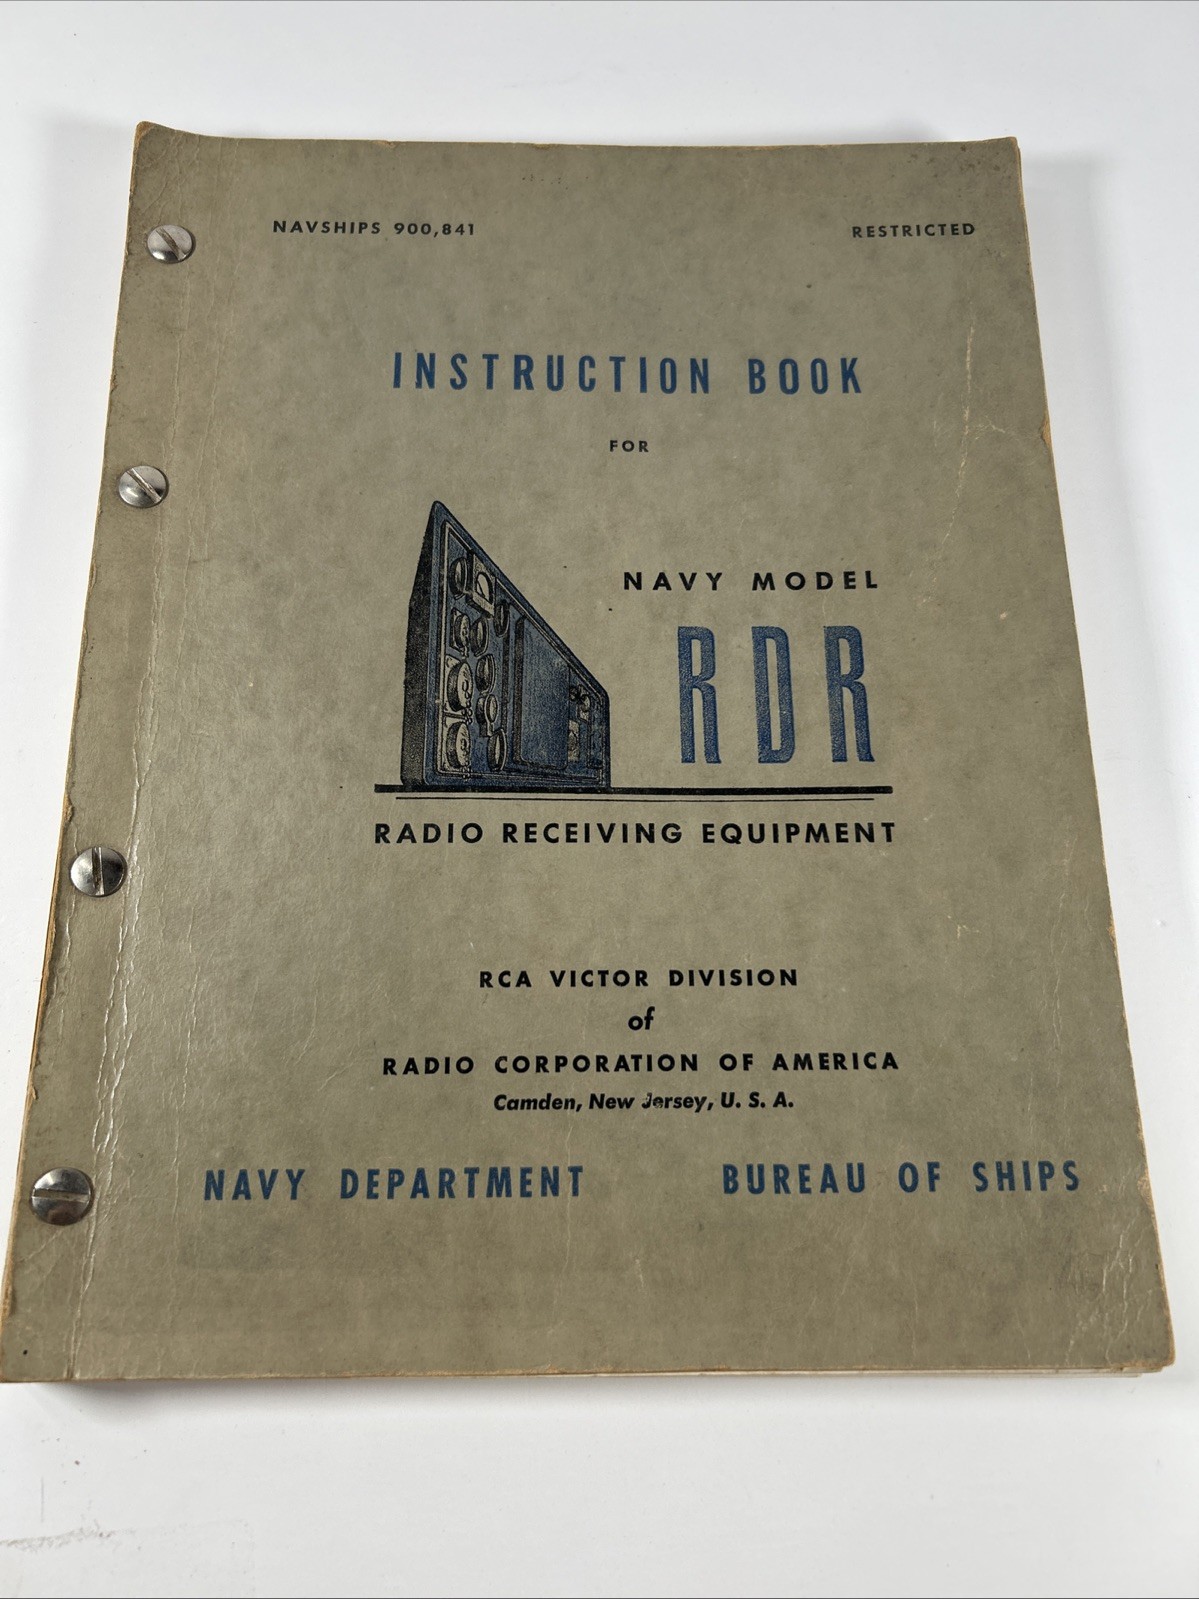 NAVSHIPS 900,841 RESTRICTED
INSTRUCTION BOOK
FOR
NAVY MODEL
RDR
RADIO RECEIVING EQUIPMENT
RCA VICTOR DIVISION
of
RADIO CORPORATION OF AMERICA
Camden, New Jersey, U. S. A.
NAVY DEPARTMENT BUREAU OF SHIPS